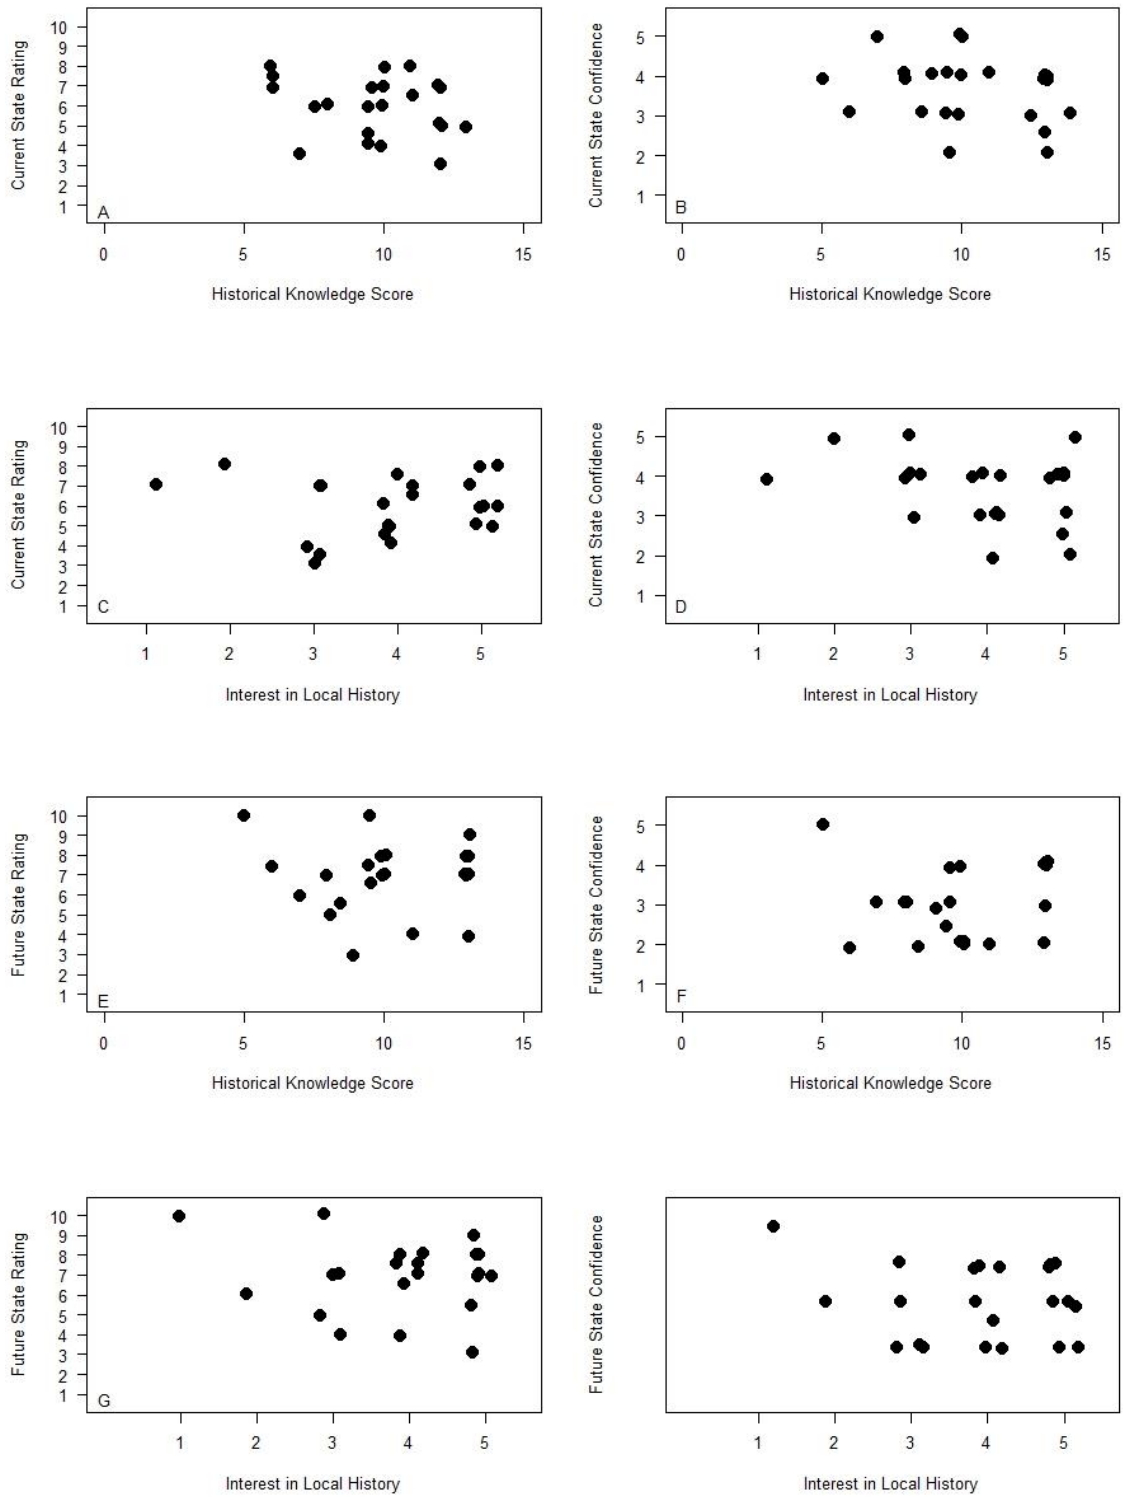 10
9
8
7
6
5
4
3
2
1
Current State Rating
A
0 5 10 15
Historical Knowledge Score
5
4
3
2
1
Current State Confidence
B
0 5 10 15
Historical Knowledge Score
10
9
8
7
6
5
4
3
2
1
Current State Rating
C
1 2 3 4 5
Interest in Local History
5
4
3
2
1
Current State Confidence
D
1 2 3 4 5
Interest in Local History
10
9
8
7
6
5
4
3
2
1
Future State Rating
E
0 5 10 15
Historical Knowledge Score
5
4
3
2
1
Future State Confidence
F
0 5 10 15
Historical Knowledge Score
10
9
8
7
6
5
4
3
2
1
Future State Rating
G
1 2 3 4 5
Interest in Local History
Future State Confidence
1 2 3 4 5
Interest in Local History